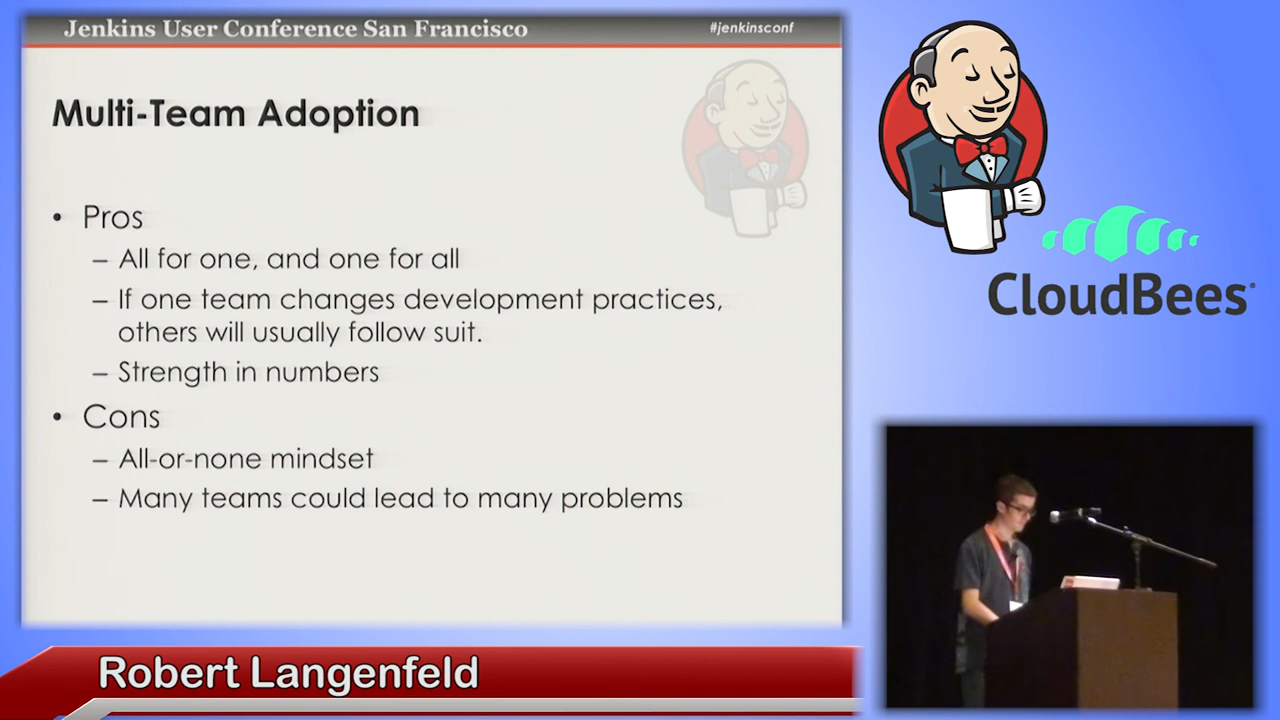 Jenkins User Conference San Francisco
#jenkinsconf
Multi-Team Adoption
• Pros
– All for one, and one for all
– If one team changes development practices,
others will usually follow suit.
– Strength in numbers
• Cons
– All-or-none mindset
– Many teams could lead to many problems
CloudBees
Robert Langenfeld